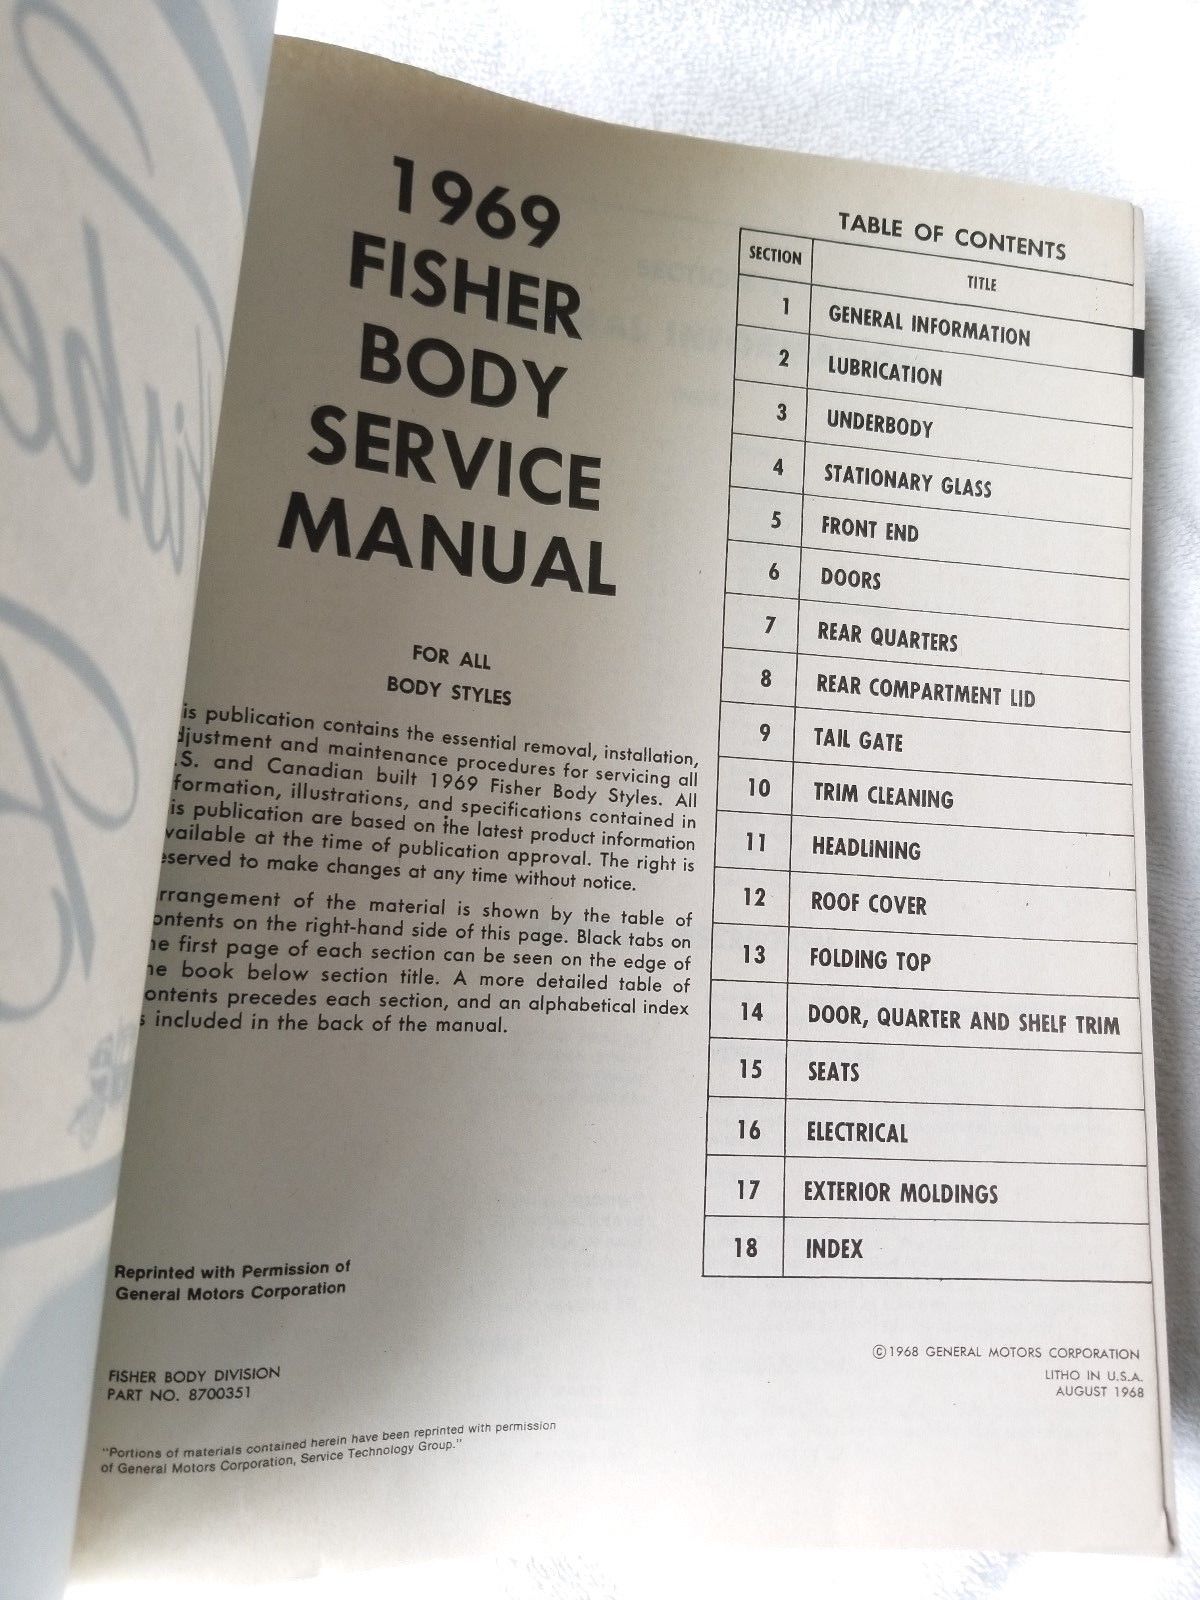 1969
FISHER
BODY
SERVICE
MANUAL
FOR ALL
BODY STYLES
is publication contains the essential removal, installation,
djustment and maintenance procedures for servicing all
.S. and Canadian built 1969 Fisher Body Styles. All
formation, illustrations, and specifications contained in
is publication are based on the latest product information
vailable at the time of publication approval. The right is
eserved to make changes at any time without notice.
rrangement of the material is shown by the table of
ontents on the right-hand side of this page. Black tabs on
he first page of each section can be seen on the edge of
he book below section title. A more detailed table of
ontents precedes each section, and an alphabetical index
s included in the back of the manual.
Reprinted with Permission of
General Motors Corporation
FISHER BODY DIVISION
PART NO. 8700351
"Portions of materials contained herein have been reprinted with permission
of General Motors Corporation, Service Technology Group."
TABLE OF CONTENTS
SECTION TITLE
1 GENERAL INFORMATION
2 LUBRICATION
3 UNDERBODY
4 STATIONARY GLASS
5 FRONT END
6 DOORS
7 REAR QUARTERS
8 REAR COMPARTMENT LID
9 TAIL GATE
10 TRIM CLEANING
11 HEADLINING
12 ROOF COVER
13 FOLDING TOP
14 DOOR, QUARTER AND SHELF TRIM
15 SEATS
16 ELECTRICAL
17 EXTERIOR MOLDINGS
18 INDEX
©1968 GENERAL MOTORS CORPORATION
LITHO IN U.S.A.
AUGUST 1968